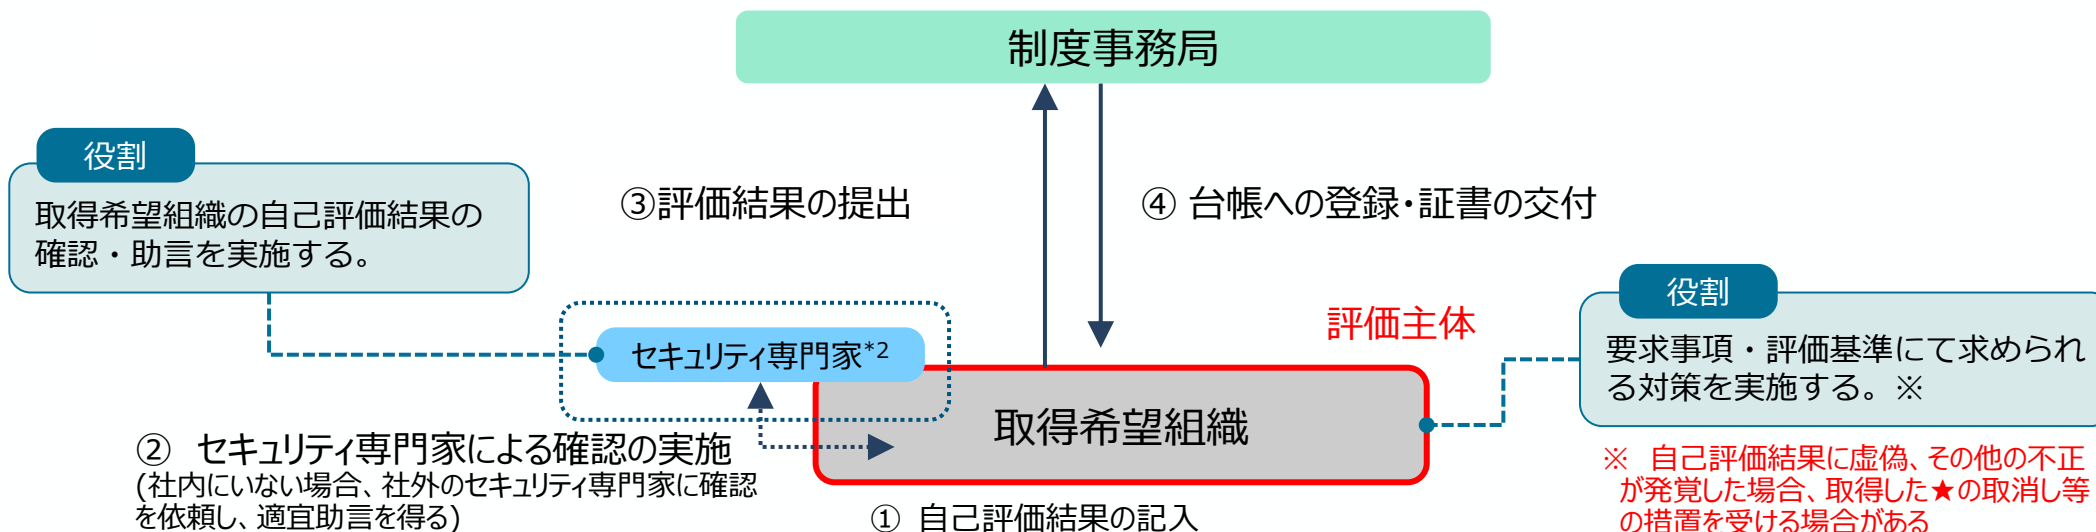 制度事務局
役割
取得希望組織の自己評価結果の
確認・助言を実施する。
③評価結果の提出
④ 台帳への登録・証書の交付
評価主体
役割
要求事項・評価基準にて求められ
る対策を実施する。※
セキュリティ専門家*2
取得希望組織
② セキュリティ専門家による確認の実施
(社内にいない場合、社外のセキュリティ専門家に確認
を依頼し、適宜助言を得る)
① 自己評価結果の記入
※ 自己評価結果に虚偽、その他の不正
が発覚した場合、取得した★の取消し等
の措置を受ける場合がある